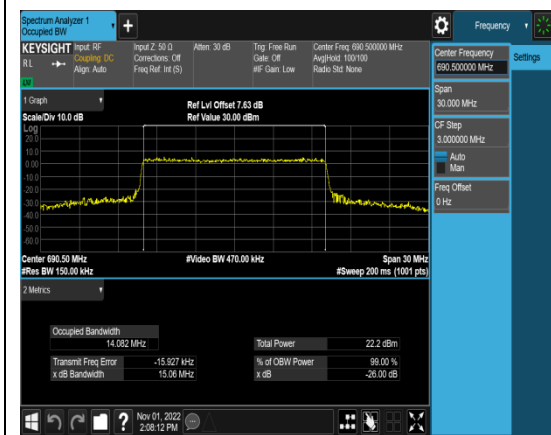 Spectrum Analyzer 1
Occupied BW
+
Frequency
KEYSIGHT
R L
LV
Input: RF
Coupling: DC
Align: Auto
Input Z: 50 Ω
Corrections: Off
Freq Ref: Int (S)
Atten: 30 dB
Trig: Free Run
Gate: Off
#IF Gain: Low
Center Freq: 690.500000 MHz
Avg|Hold: 100/100
Radio Std: None
Center Frequency
690.500000 MHz
Settings
Span
30.000 MHz
CF Step
3.000000 MHz
Auto
Man
Freq Offset
0 Hz
1 Graph
Scale/Div 10.0 dB
Ref Lvl Offset 7.63 dB
Ref Value 30.00 dBm
Log
20.0
10.0
0.00
-10.0
-20.0
-30.0
-40.0
-50.0
-60.0
Center 690.50 MHz
#Video BW 470.00 kHz
Span 30 MHz
#Res BW 150.00 kHz
#Sweep 200 ms (1001 pts)
2 Metrics
Occupied Bandwidth
14.082 MHz
Total Power 22.2 dBm
Transmit Freq Error -15.927 kHz
% of OBW Power 99.00 %
x dB Bandwidth 15.06 MHz
x dB -26.00 dB
?
Nov 01, 2022
2:08:12 PM